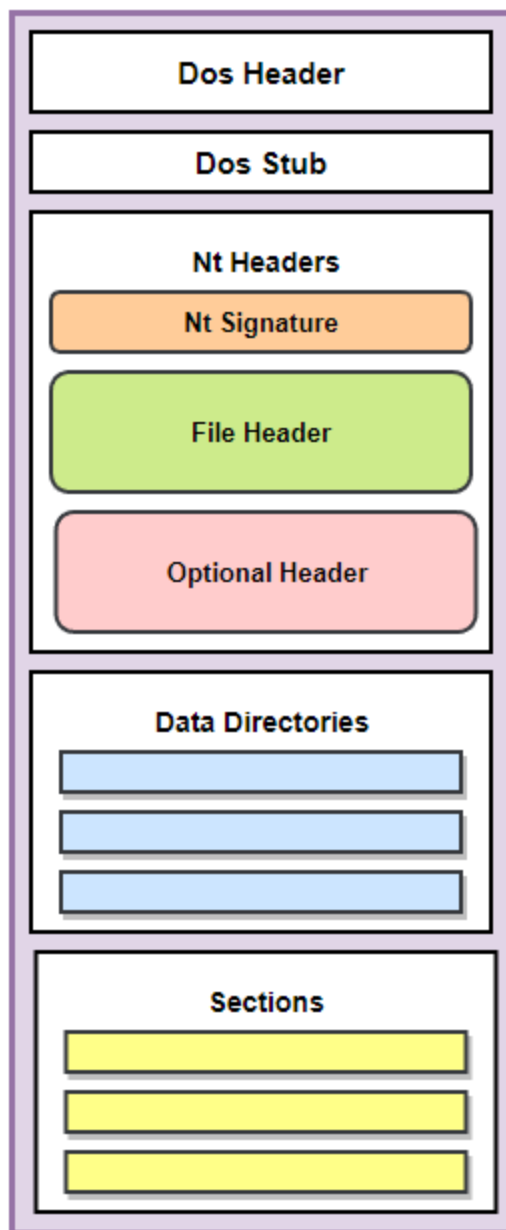 Dos Header
Dos Stub
Nt Headers
Nt Signature
File Header
Optional Header
Data Directories
Sections